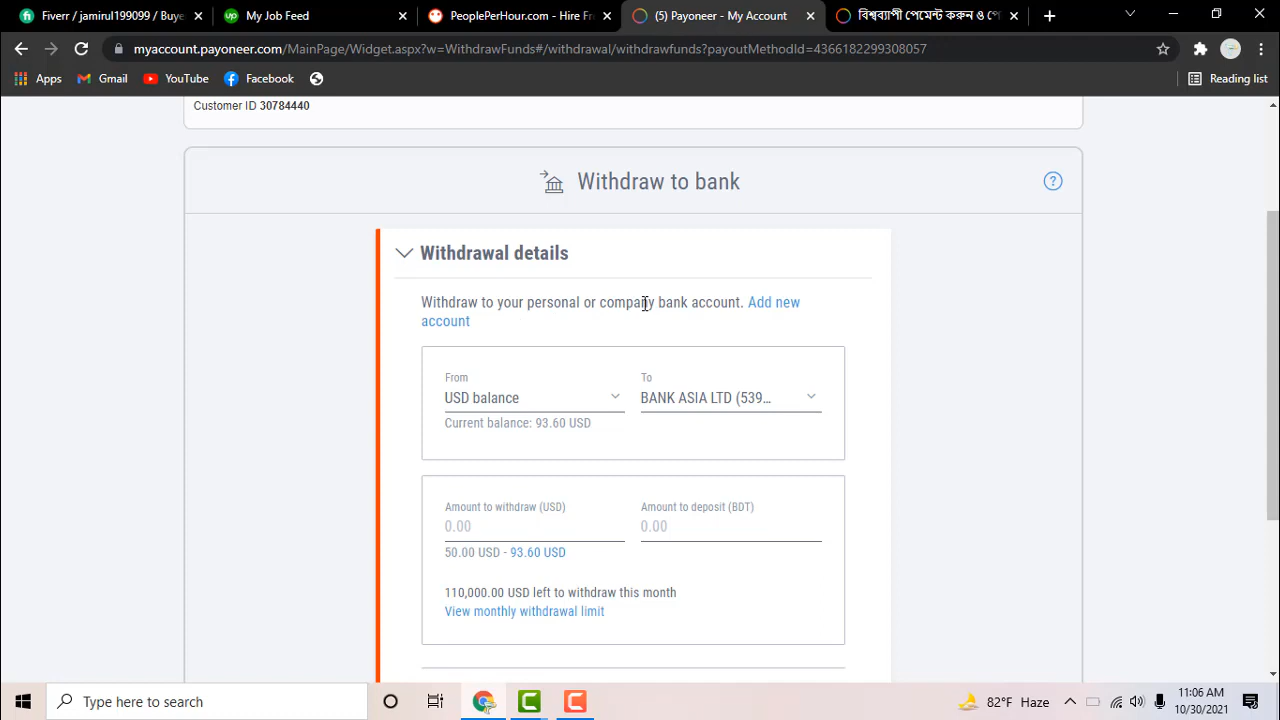 Fiverr / jamirul199099 / Buye
My Job Feed
PeoplePerHour.com - Hire Fr
(5) Payoneer - My Account
বিশ্বব্যাপী পেমেন্ট করুন ও পে
myaccount.payoneer.com/MainPage/Widget.aspx?w=WithdrawFunds#/withdrawal/withdrawfunds?payoutMethodId=4366182299308057
Apps
Gmail
YouTube
Facebook
Reading list
Customer ID 30784440
Withdraw to bank
Withdrawal details
Withdraw to your personal or company bank account. Add new
account
From
To
USD balance
BANK ASIA LTD (539...
Current balance: 93.60 USD
Amount to withdraw (USD)
Amount to deposit (BDT)
0.00
0.00
50.00 USD - 93.60 USD
110,000.00 USD left to withdraw this month
View monthly withdrawal limit
Type here to search
82°F Haze
11:06 AM
10/30/2021